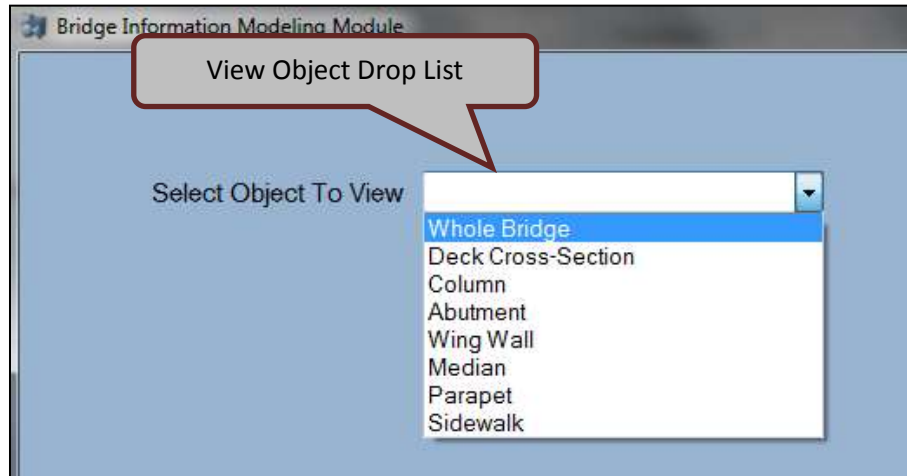 Bridge Information Modeling Module
View Object Drop List
Select Object To View
Whole Bridge
Deck Cross-Section
Column
Abutment
Wing Wall
Median
Parapet
Sidewalk